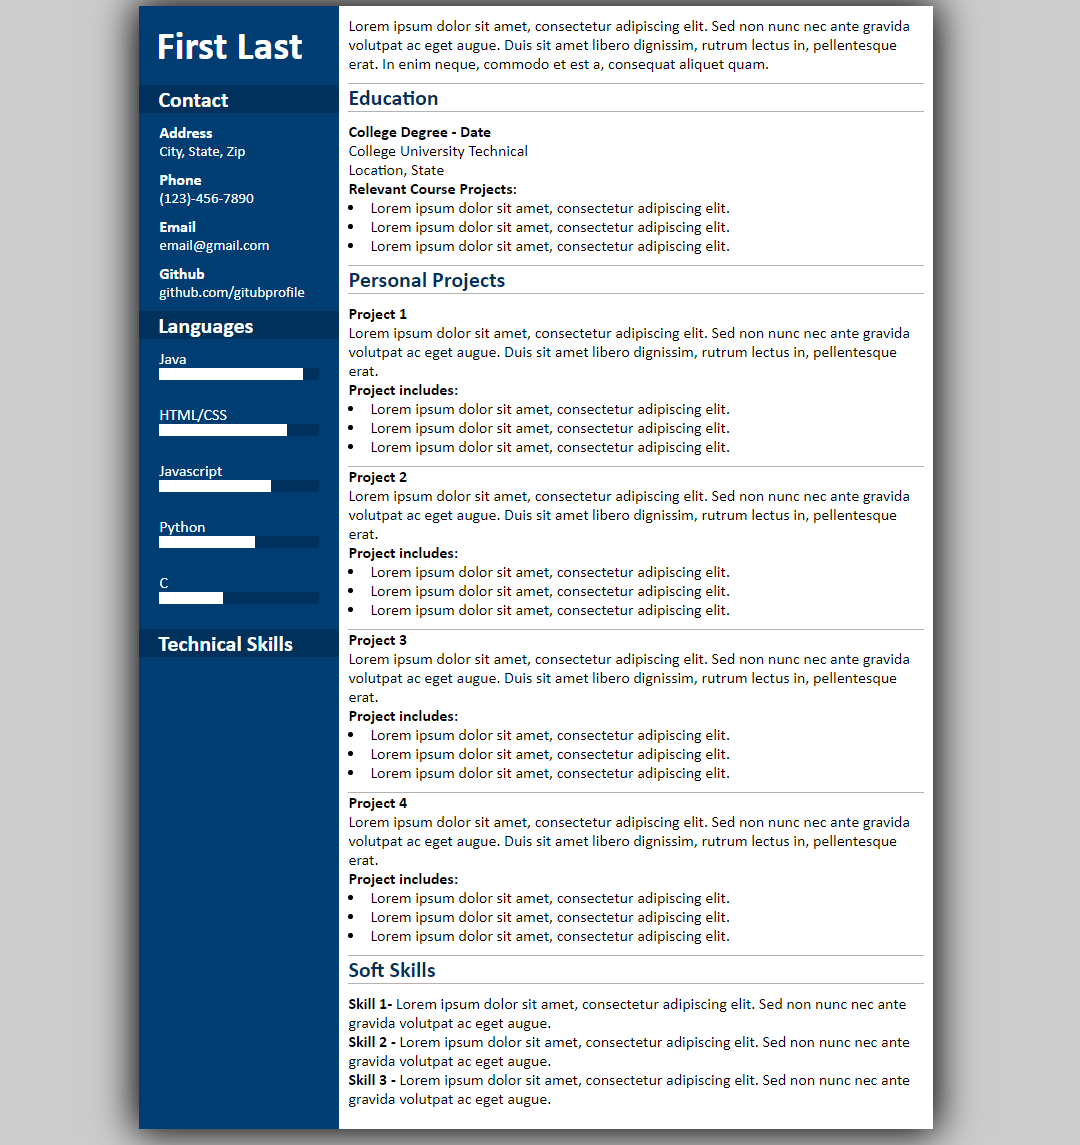 First Last
Contact
Address
City, State, Zip
Phone
(123)-456-7890
Email
email@gmail.com
Github
github.com/gitubprofile
Languages
Java
HTML/CSS
Javascript
Python
C
Technical Skills
Lorem ipsum dolor sit amet, consectetur adipiscing elit. Sed non nunc nec ante gravida
volutpat ac eget augue. Duis sit amet libero dignissim, rutrum lectus in, pellentesque
erat. In enim neque, commodo et est a, consequat aliquet quam.
Education
College Degree - Date
College University Technical
Location, State
Relevant Course Projects:
• Lorem ipsum dolor sit amet, consectetur adipiscing elit.
• Lorem ipsum dolor sit amet, consectetur adipiscing elit.
• Lorem ipsum dolor sit amet, consectetur adipiscing elit.
Personal Projects
Project 1
Lorem ipsum dolor sit amet, consectetur adipiscing elit. Sed non nunc nec ante gravida
volutpat ac eget augue. Duis sit amet libero dignissim, rutrum lectus in, pellentesque
erat.
Project includes:
• Lorem ipsum dolor sit amet, consectetur adipiscing elit.
• Lorem ipsum dolor sit amet, consectetur adipiscing elit.
• Lorem ipsum dolor sit amet, consectetur adipiscing elit.
Project 2
Lorem ipsum dolor sit amet, consectetur adipiscing elit. Sed non nunc nec ante gravida
volutpat ac eget augue. Duis sit amet libero dignissim, rutrum lectus in, pellentesque
erat.
Project includes:
• Lorem ipsum dolor sit amet, consectetur adipiscing elit.
• Lorem ipsum dolor sit amet, consectetur adipiscing elit.
• Lorem ipsum dolor sit amet, consectetur adipiscing elit.
Project 3
Lorem ipsum dolor sit amet, consectetur adipiscing elit. Sed non nunc nec ante gravida
volutpat ac eget augue. Duis sit amet libero dignissim, rutrum lectus in, pellentesque
erat.
Project includes:
• Lorem ipsum dolor sit amet, consectetur adipiscing elit.
• Lorem ipsum dolor sit amet, consectetur adipiscing elit.
• Lorem ipsum dolor sit amet, consectetur adipiscing elit.
Project 4
Lorem ipsum dolor sit amet, consectetur adipiscing elit. Sed non nunc nec ante gravida
volutpat ac eget augue. Duis sit amet libero dignissim, rutrum lectus in, pellentesque
erat.
Project includes:
• Lorem ipsum dolor sit amet, consectetur adipiscing elit.
• Lorem ipsum dolor sit amet, consectetur adipiscing elit.
• Lorem ipsum dolor sit amet, consectetur adipiscing elit.
Soft Skills
Skill 1- Lorem ipsum dolor sit amet, consectetur adipiscing elit. Sed non nunc nec ante
gravida volutpat ac eget augue.
Skill 2 - Lorem ipsum dolor sit amet, consectetur adipiscing elit. Sed non nunc nec ante
gravida volutpat ac eget augue.
Skill 3 - Lorem ipsum dolor sit amet, consectetur adipiscing elit. Sed non nunc nec ante
gravida volutpat ac eget augue.